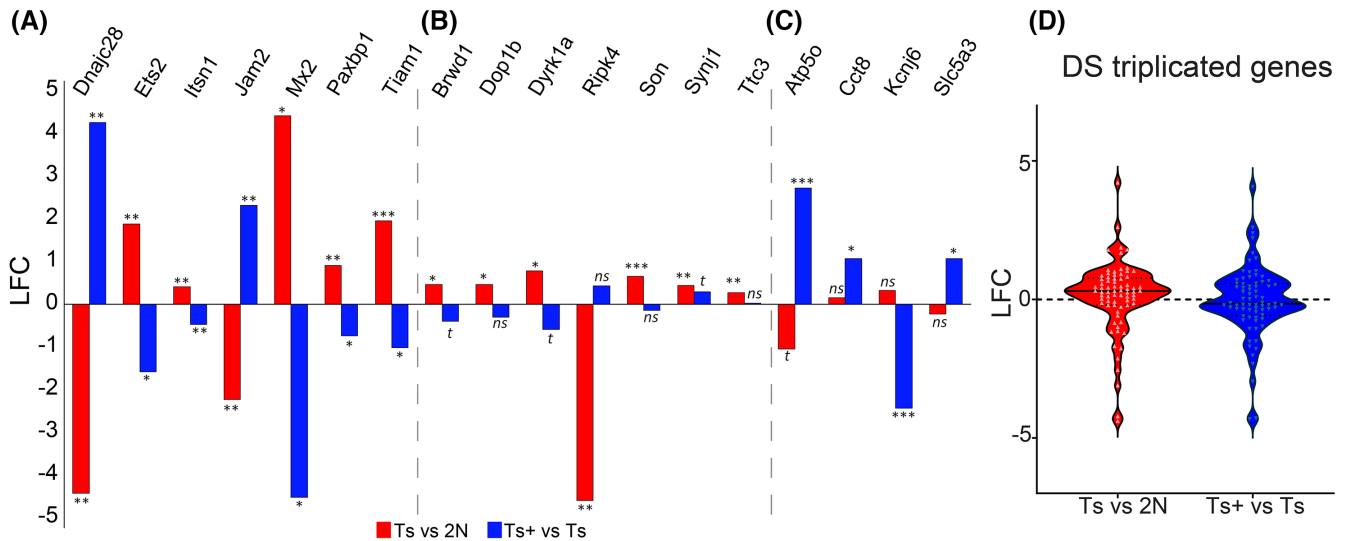 (A) (B) (C) (D)
Dnajc28 Ets2 Itsn1 Jam2 Mx2 Paxbp1 Tiam1 Brwd1 Dop1b Dyrk1a Ripk4 Son Synj1 Ttc3 Atp5o Cct8 Kcnj6 Slc5a3
DS triplicated genes
LFC
5
4
3
2
1
0
-1
-2
-3
-4
-5
** ** ** * ** ** ** ** * * ** * *** *
* t * ns * t ** ns *** ns ** t ** ns
t *** ns * ns *** ns *
Ts vs 2N Ts+ vs Ts
LFC
5
0
-5
Ts vs 2N Ts+ vs Ts